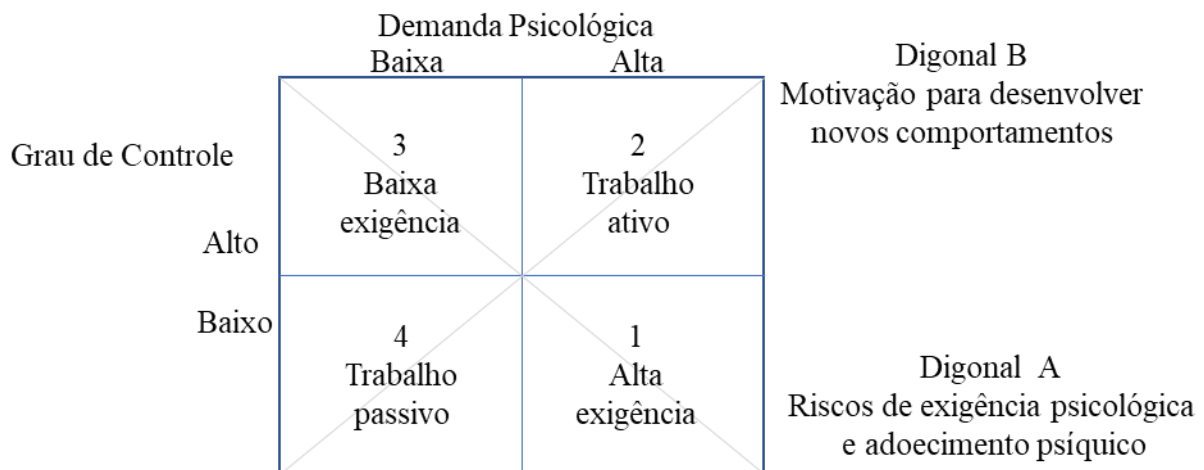 Demanda Psicológica
Baixa
Alta
Digonal B
Motivação para desenvolver
novos comportamentos
Grau de Controle
Alto
Baixo
3
Baixa
exigência
2
Trabalho
ativo
4
Trabalho
passivo
1
Alta
exigência
Digonal A
Riscos de exigência psicológica
e adoecimento psíquico